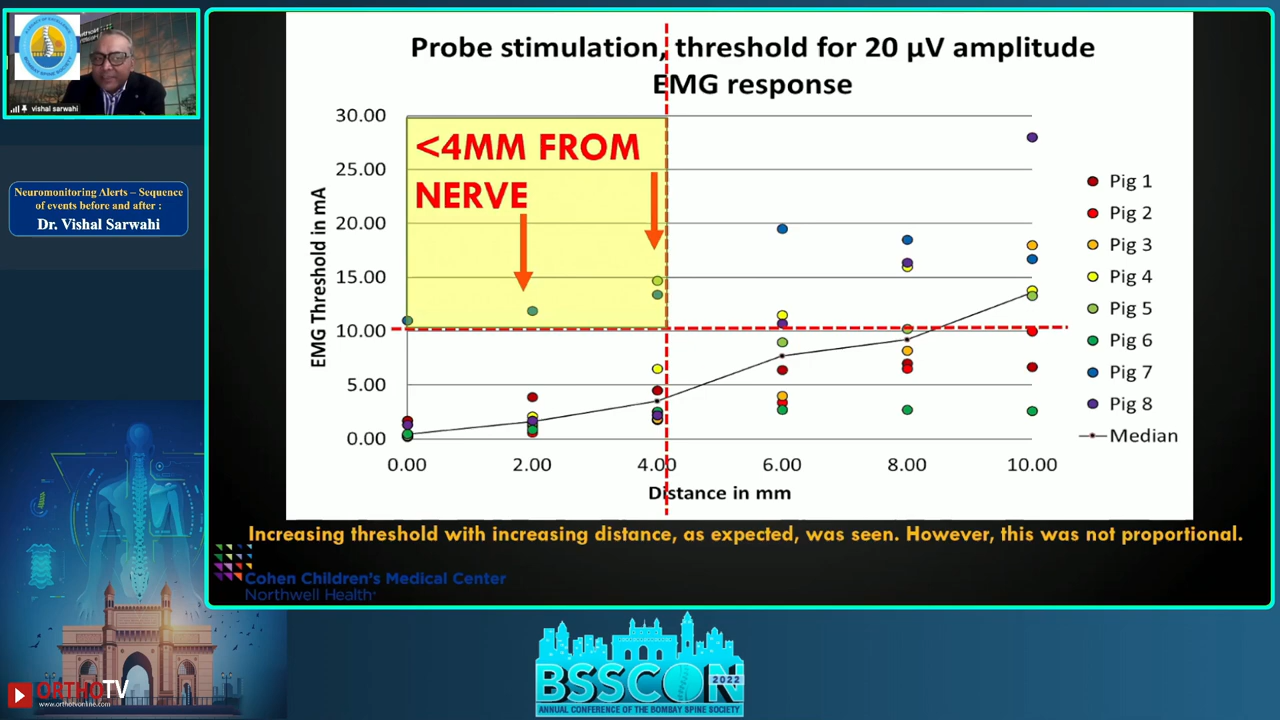 vishal sarwahi
Neuromonitoring Alerts – Sequence
of events before and after :
Dr. Vishal Sarwahi
Probe stimulation, threshold for 20 µV amplitude
EMG response
<4MM FROM
NERVE
EMG Threshold in mA
30.00
25.00
20.00
15.00
10.00
5.00
0.00
0.00 2.00 4.00 6.00 8.00 10.00
Distance in mm
Pig 1
Pig 2
Pig 3
Pig 4
Pig 5
Pig 6
Pig 7
Pig 8
Median
Increasing threshold with increasing distance, as expected, was seen. However, this was not proportional.
Cohen Children's Medical Center
Northwell Health
ORTHOTV
www.orthotvonline.com
BSSCON
2022
ANNUAL CONFERENCE OF THE BOMBAY SPINE SOCIETY